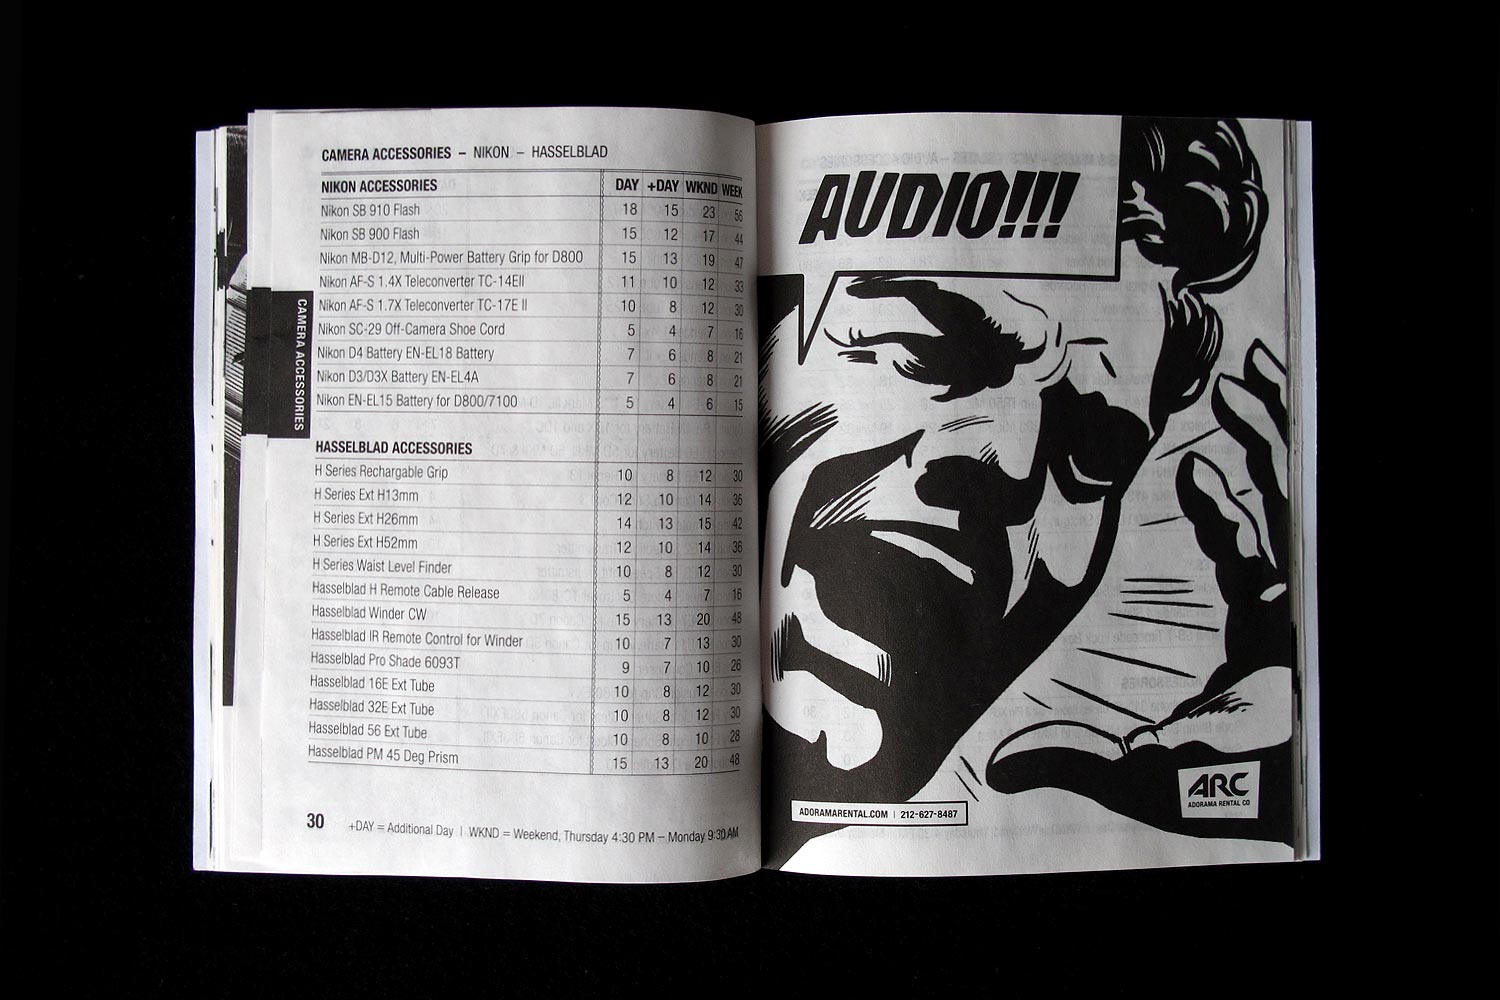 CAMERA ACCESSORIES – NIKON – HASSELBLAD
NIKON ACCESSORIES DAY +DAY WKND WEEK
Nikon SB 910 Flash 18 15 23 56
Nikon SB 900 Flash 15 12 17 44
Nikon MB-D12, Multi-Power Battery Grip for D800 15 13 19 47
Nikon AF-S 1.4X Teleconverter TC-14EII 11 10 12 33
Nikon AF-S 1.7X Teleconverter TC-17E II 10 8 12 30
Nikon SC-29 Off-Camera Shoe Cord 5 4 7 16
Nikon D4 Battery EN-EL18 Battery 7 6 8 21
Nikon D3/D3X Battery EN-EL4A 7 6 8 21
Nikon EN-EL15 Battery for D800/7100 5 4 6 15
HASSELBLAD ACCESSORIES
H Series Rechargable Grip 10 8 12 30
H Series Ext H13mm 12 10 14 36
H Series Ext H26mm 14 13 15 42
H Series Ext H52mm 12 10 14 36
H Series Waist Level Finder 10 8 12 30
Hasselblad H Remote Cable Release 5 4 7 16
Hasselblad Winder CW 15 13 20 48
Hasselblad IR Remote Control for Winder 10 7 13 30
Hasselblad Pro Shade 6093T 9 7 10 26
Hasselblad 16E Ext Tube 10 8 12 30
Hasselblad 32E Ext Tube 10 8 12 30
Hasselblad 56 Ext Tube 10 8 10 28
Hasselblad PM 45 Deg Prism 15 13 20 48
30 +DAY = Additional Day | WKND = Weekend, Thursday 4:30 PM – Monday 9:30 AM
CAMERA ACCESSORIES
AUDIO!!!
ADORAMARENTAL.COM | 212-627-8487
ARC
ADORAMA RENTAL CO